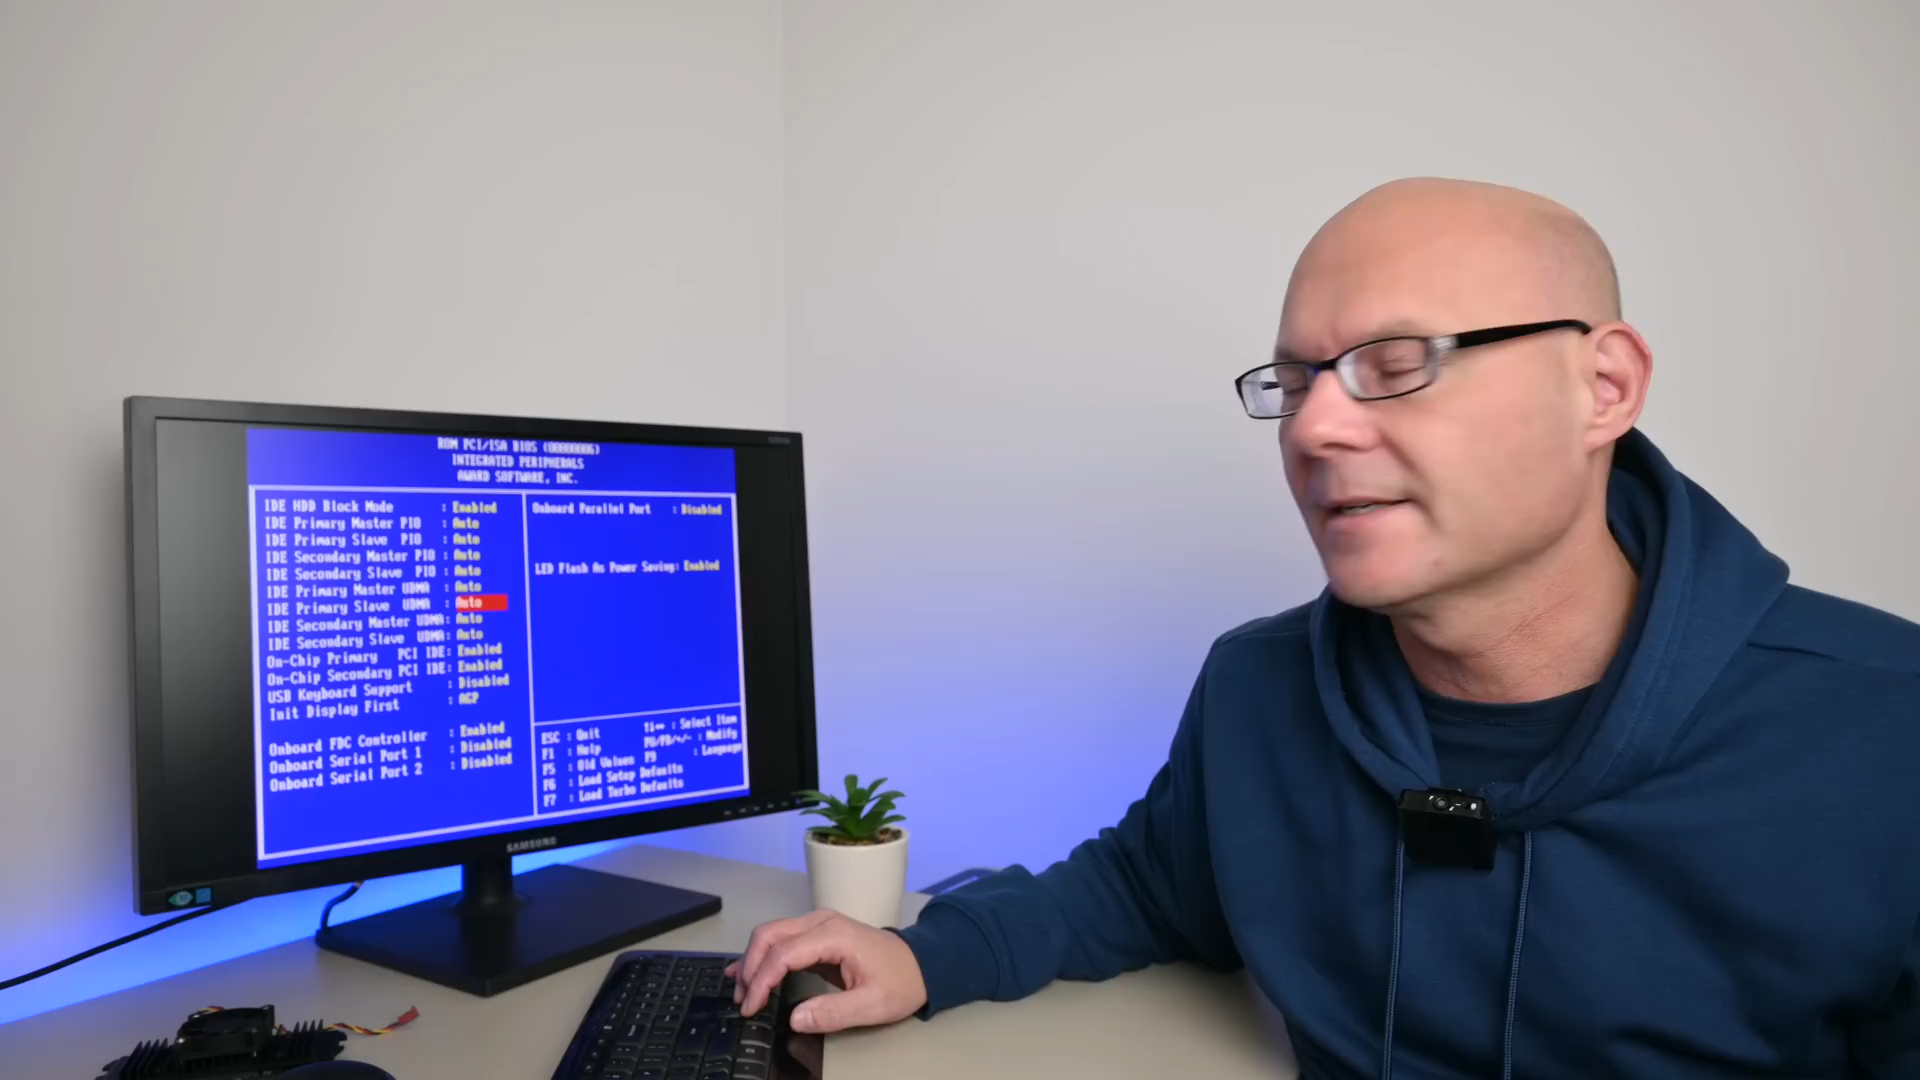 ROM PCI/ISA BIOS
INTEGRATED PERIPHERALS
AWARD SOFTWARE, INC.
IDE HDD Block Mode : Enabled
IDE Primary Master PIO : Auto
IDE Primary Slave PIO : Auto
IDE Secondary Master PIO : Auto
IDE Secondary Slave PIO : Auto
IDE Primary Master UDMA : Auto
IDE Primary Slave UDMA : Auto
IDE Secondary Master UDMA: Auto
IDE Secondary Slave UDMA: Auto
On-Chip Primary PCI IDE: Enabled
On-Chip Secondary PCI IDE: Enabled
USB Keyboard Support : Disabled
Init Display First : AGP
Onboard FDC Controller : Enabled
Onboard Serial Port 1 : Disabled
Onboard Serial Port 2 : Disabled
Onboard Parallel Port : Disabled
LED Flash As Power Saving: Enabled
ESC : Quit ↑↓→← : Select Item
F1 : Help PU/PD/+/- : Modify
F5 : Old Values F9 : Language
F6 : Load Setup Defaults
F7 : Load Turbo Defaults
SAMSUNG